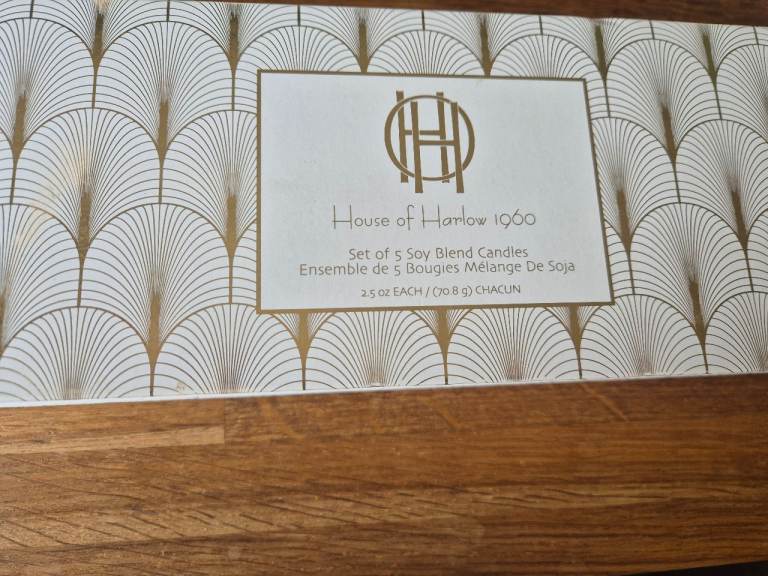 HOH
House of Harlow 1960
Set of 5 Soy Blend Candles
Ensemble de 5 Bougies Mélange De Soja
2.5 oz EACH / (70.8 g) CHACUN